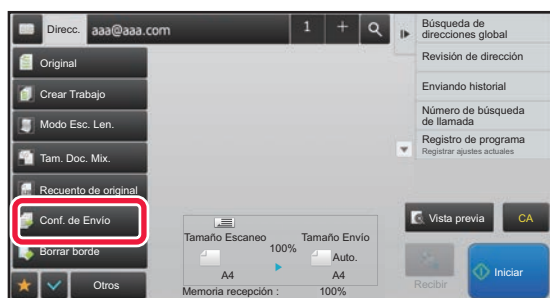 Direcc.
aaa@aaa.com
1
+
Búsqueda de
direcciones global
Revisión de dirección
Enviando historial
Número de búsqueda
de llamada
Registro de programa
Registrar ajustes actuales
Original
Crear Trabajo
Modo Esc. Len.
Tam. Doc. Mix.
Recuento de original
Conf. de Envío
Borrar borde
Otros
Tamaño Escaneo
100%
Tamaño Envío
Auto.
A4
A4
Memoria recepción :
100%
Vista previa
CA
Recibir
Iniciar